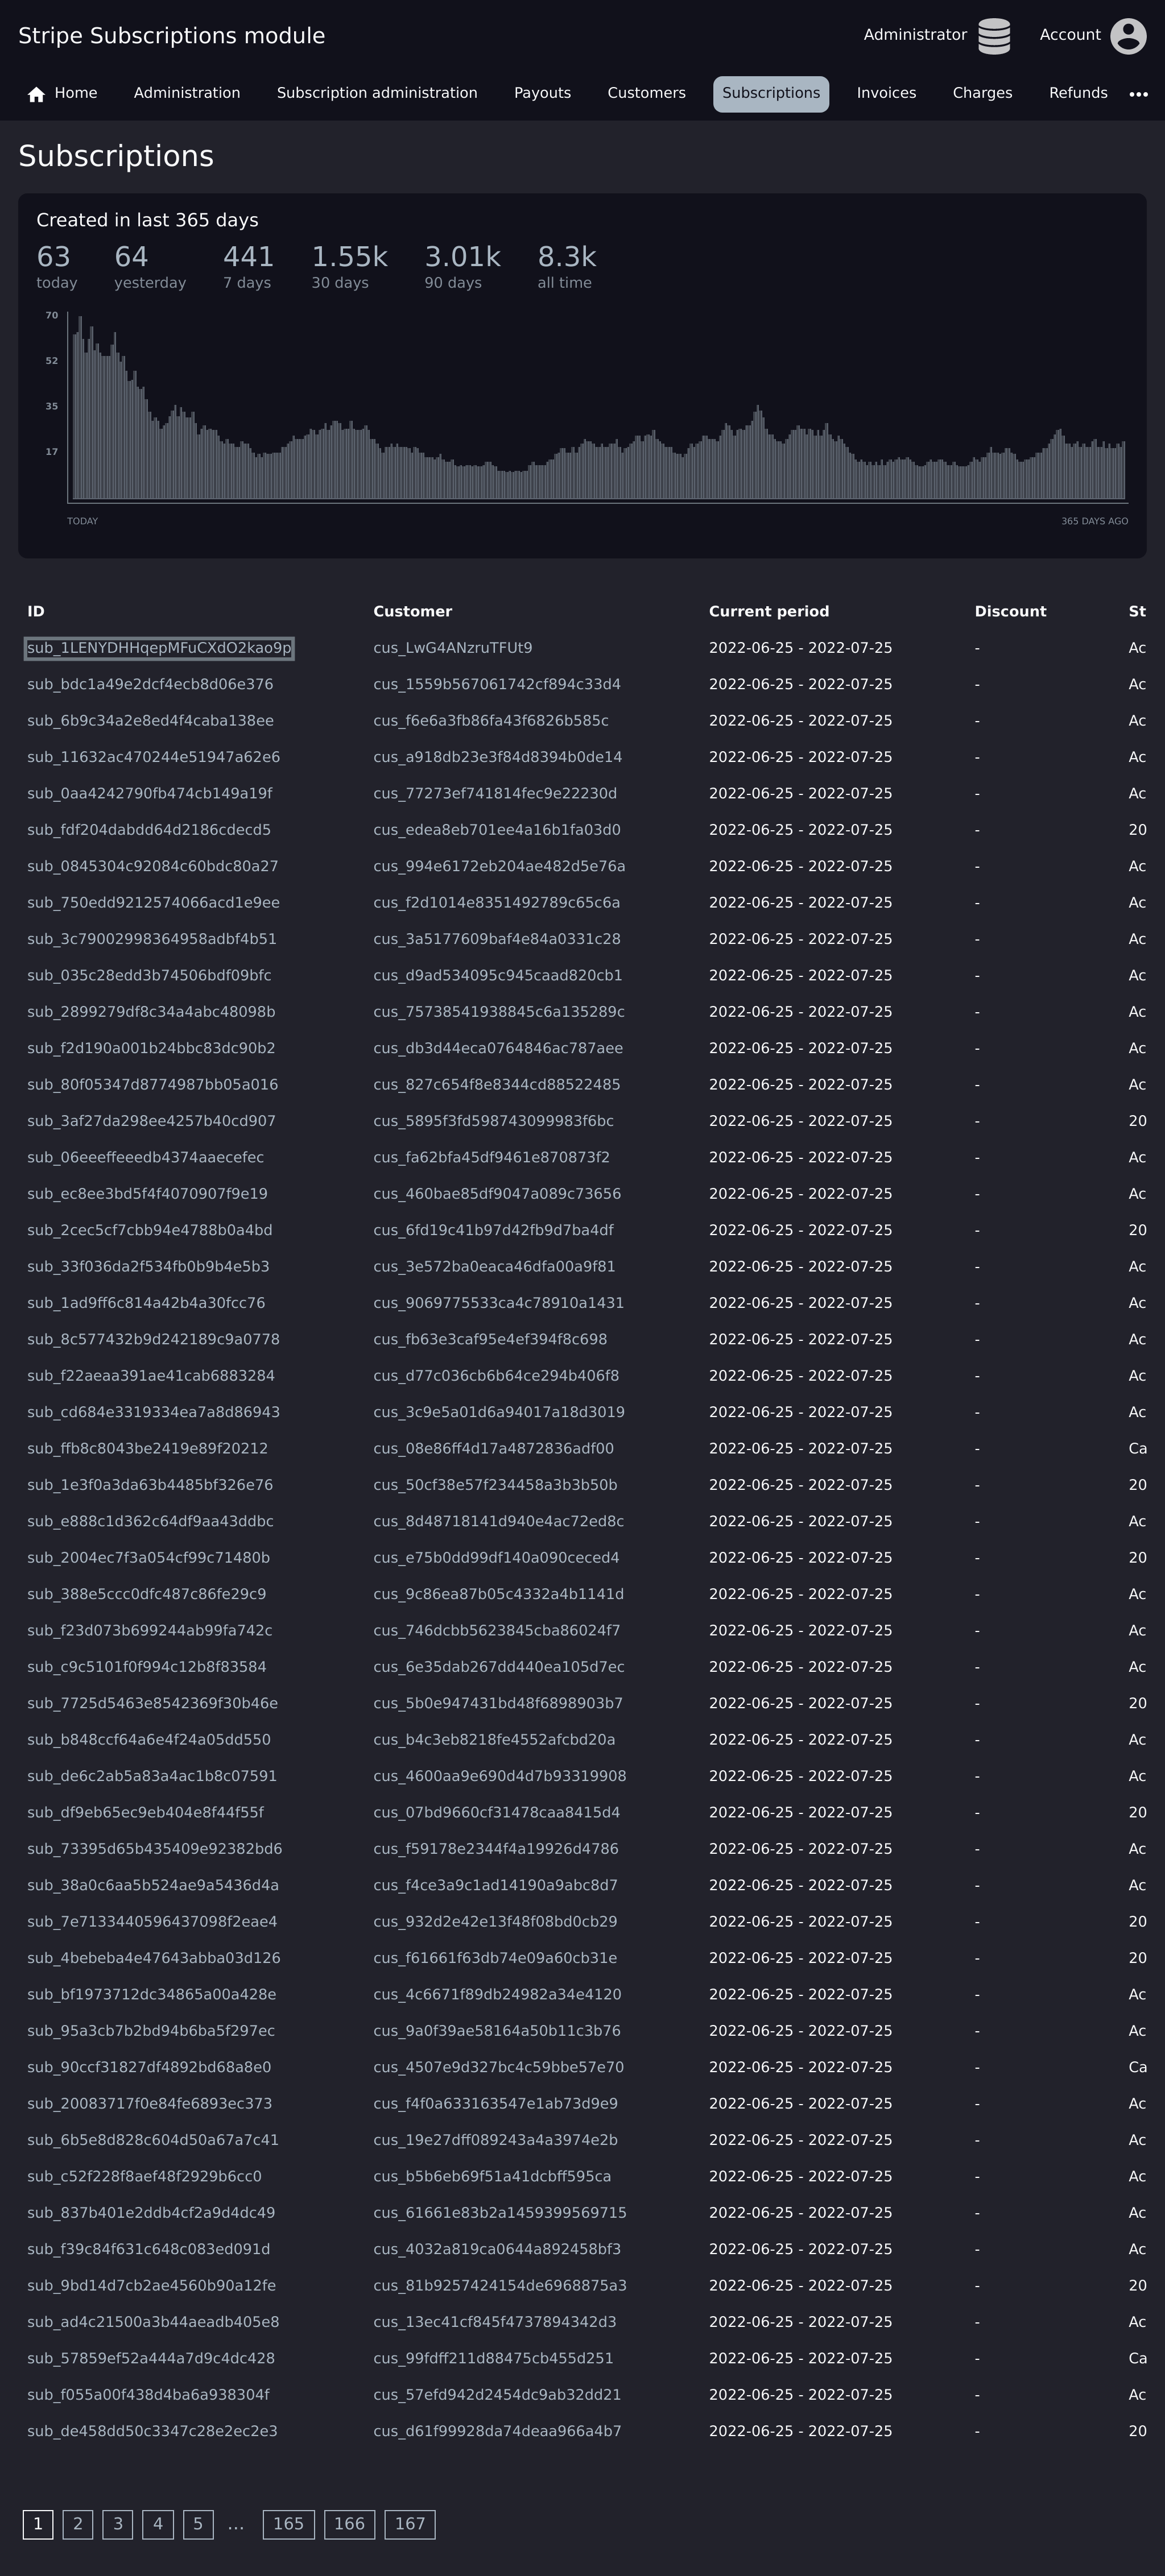 Stripe Subscriptions module
Administrator
Account
Home Administration Subscription administration Payouts Customers Subscriptions Invoices Charges Refunds •••
Subscriptions
Created in last 365 days
63 64 441 1.55k 3.01k 8.3k
today yesterday 7 days 30 days 90 days all time
70
52
35
17
TODAY 365 DAYS AGO
ID Customer Current period Discount St
sub_1LENYDHHqepMFuCXdO2kao9p cus_LwG4ANzruTFUt9 2022-06-25 - 2022-07-25 - Ac
sub_bdc1a49e2dcf4ecb8d06e376 cus_1559b567061742cf894c33d4 2022-06-25 - 2022-07-25 - Ac
sub_6b9c34a2e8ed4f4caba138ee cus_f6e6a3fb86fa43f6826b585c 2022-06-25 - 2022-07-25 - Ac
sub_11632ac470244e51947a62e6 cus_a918db23e3f84d8394b0de14 2022-06-25 - 2022-07-25 - Ac
sub_0aa4242790fb474cb149a19f cus_77273ef741814fec9e22230d 2022-06-25 - 2022-07-25 - Ac
sub_fdf204dabdd64d2186cdecd5 cus_edea8eb701ee4a16b1fa03d0 2022-06-25 - 2022-07-25 - 20
sub_0845304c92084c60bdc80a27 cus_994e6172eb204ae482d5e76a 2022-06-25 - 2022-07-25 - Ac
sub_750edd9212574066acd1e9ee cus_f2d1014e8351492789c65c6a 2022-06-25 - 2022-07-25 - Ac
sub_3c79002998364958adbf4b51 cus_3a5177609baf4e84a0331c28 2022-06-25 - 2022-07-25 - Ac
sub_035c28edd3b74506bdf09bfc cus_d9ad534095c945caad820cb1 2022-06-25 - 2022-07-25 - Ac
sub_2899279df8c34a4abc48098b cus_75738541938845c6a135289c 2022-06-25 - 2022-07-25 - Ac
sub_f2d190a001b24bbc83dc90b2 cus_db3d44eca0764846ac787aee 2022-06-25 - 2022-07-25 - Ac
sub_80f05347d8774987bb05a016 cus_827c654f8e8344cd88522485 2022-06-25 - 2022-07-25 - Ac
sub_3af27da298ee4257b40cd907 cus_5895f3fd598743099983f6bc 2022-06-25 - 2022-07-25 - 20
sub_06eeeffeeedb4374aaecefec cus_fa62bfa45df9461e870873f2 2022-06-25 - 2022-07-25 - Ac
sub_ec8ee3bd5f4f4070907f9e19 cus_460bae85df9047a089c73656 2022-06-25 - 2022-07-25 - Ac
sub_2cec5cf7cbb94e4788b0a4bd cus_6fd19c41b97d42fb9d7ba4df 2022-06-25 - 2022-07-25 - 20
sub_33f036da2f534fb0b9b4e5b3 cus_3e572ba0eaca46dfa00a9f81 2022-06-25 - 2022-07-25 - Ac
sub_1ad9ff6c814a42b4a30fcc76 cus_9069775533ca4c78910a1431 2022-06-25 - 2022-07-25 - Ac
sub_8c577432b9d242189c9a0778 cus_fb63e3caf95e4ef394f8c698 2022-06-25 - 2022-07-25 - Ac
sub_f22aeaa391ae41cab6883284 cus_d77c036cb6b64ce294b406f8 2022-06-25 - 2022-07-25 - Ac
sub_cd684e3319334ea7a8d86943 cus_3c9e5a01d6a94017a18d3019 2022-06-25 - 2022-07-25 - Ac
sub_ffb8c8043be2419e89f20212 cus_08e86ff4d17a4872836adf00 2022-06-25 - 2022-07-25 - Ca
sub_1e3f0a3da63b4485bf326e76 cus_50cf38e57f234458a3b3b50b 2022-06-25 - 2022-07-25 - 20
sub_e888c1d362c64df9aa43ddbc cus_8d48718141d940e4ac72ed8c 2022-06-25 - 2022-07-25 - Ac
sub_2004ec7f3a054cf99c71480b cus_e75b0dd99df140a090ceced4 2022-06-25 - 2022-07-25 - 20
sub_388e5ccc0dfc487c86fe29c9 cus_9c86ea87b05c4332a4b1141d 2022-06-25 - 2022-07-25 - Ac
sub_f23d073b699244ab99fa742c cus_746dcbb5623845cba86024f7 2022-06-25 - 2022-07-25 - Ac
sub_c9c5101f0f994c12b8f83584 cus_6e35dab267dd440ea105d7ec 2022-06-25 - 2022-07-25 - Ac
sub_7725d5463e8542369f30b46e cus_5b0e947431bd48f6898903b7 2022-06-25 - 2022-07-25 - 20
sub_b848ccf64a6e4f24a05dd550 cus_b4c3eb8218fe4552afcbd20a 2022-06-25 - 2022-07-25 - Ac
sub_de6c2ab5a83a4ac1b8c07591 cus_4600aa9e690d4d7b93319908 2022-06-25 - 2022-07-25 - Ac
sub_df9eb65ec9eb404e8f44f55f cus_07bd9660cf31478caa8415d4 2022-06-25 - 2022-07-25 - 20
sub_73395d65b435409e92382bd6 cus_f59178e2344f4a19926d4786 2022-06-25 - 2022-07-25 - Ac
sub_38a0c6aa5b524ae9a5436d4a cus_f4ce3a9c1ad14190a9abc8d7 2022-06-25 - 2022-07-25 - Ac
sub_7e7133440596437098f2eae4 cus_932d2e42e13f48f08bd0cb29 2022-06-25 - 2022-07-25 - 20
sub_4bebeba4e47643abba03d126 cus_f61661f63db74e09a60cb31e 2022-06-25 - 2022-07-25 - 20
sub_bf1973712dc34865a00a428e cus_4c6671f89db24982a34e4120 2022-06-25 - 2022-07-25 - Ac
sub_95a3cb7b2bd94b6ba5f297ec cus_9a0f39ae58164a50b11c3b76 2022-06-25 - 2022-07-25 - Ac
sub_90ccf31827df4892bd68a8e0 cus_4507e9d327bc4c59bbe57e70 2022-06-25 - 2022-07-25 - Ca
sub_20083717f0e84fe6893ec373 cus_f4f0a633163547e1ab73d9e9 2022-06-25 - 2022-07-25 - Ac
sub_6b5e8d828c604d50a67a7c41 cus_19e27dff089243a4a3974e2b 2022-06-25 - 2022-07-25 - Ac
sub_c52f228f8aef48f2929b6cc0 cus_b5b6eb69f51a41dcbff595ca 2022-06-25 - 2022-07-25 - Ac
sub_837b401e2ddb4cf2a9d4dc49 cus_61661e83b2a1459399569715 2022-06-25 - 2022-07-25 - Ac
sub_f39c84f631c648c083ed091d cus_4032a819ca0644a892458bf3 2022-06-25 - 2022-07-25 - Ac
sub_9bd14d7cb2ae4560b90a12fe cus_81b9257424154de6968875a3 2022-06-25 - 2022-07-25 - 20
sub_ad4c21500a3b44aeadb405e8 cus_13ec41cf845f4737894342d3 2022-06-25 - 2022-07-25 - Ac
sub_57859ef52a444a7d9c4dc428 cus_99fdff211d88475cb455d251 2022-06-25 - 2022-07-25 - Ca
sub_f055a00f438d4ba6a938304f cus_57efd942d2454dc9ab32dd21 2022-06-25 - 2022-07-25 - Ac
sub_de458dd50c3347c28e2ec2e3 cus_d61f99928da74deaa966a4b7 2022-06-25 - 2022-07-25 - 20
1 2 3 4 5 ... 165 166 167